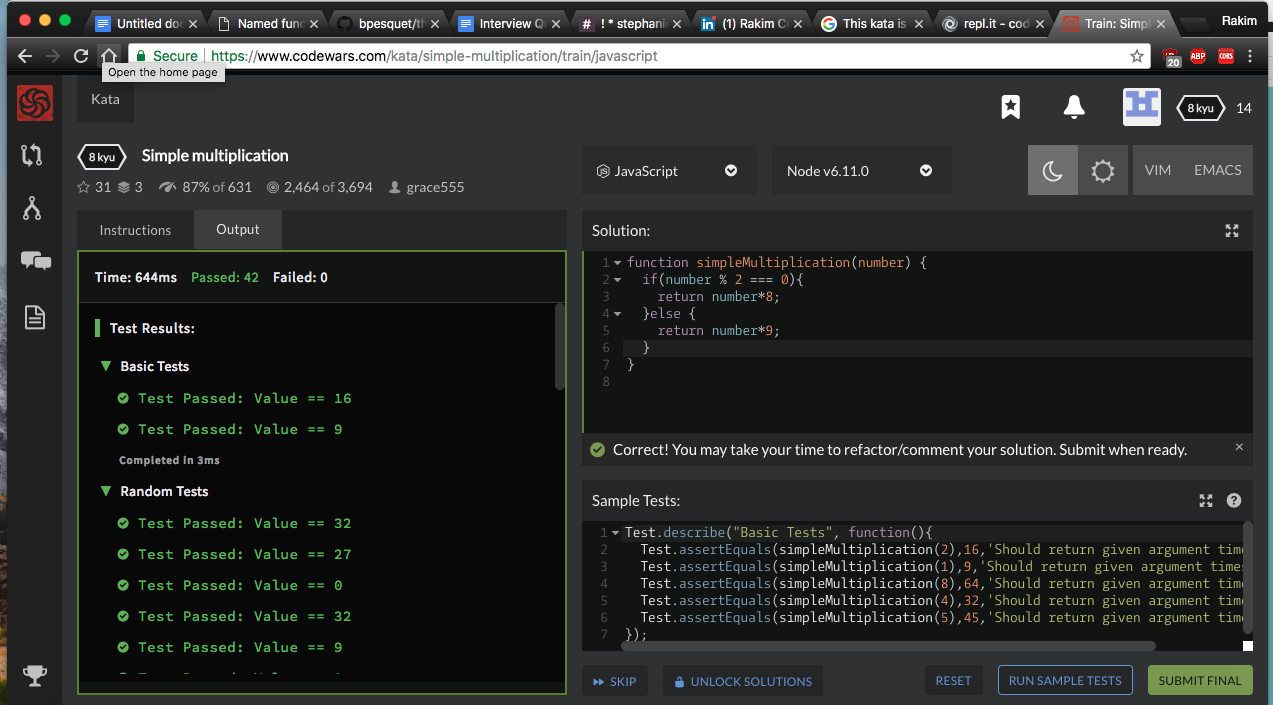 Untitled do
Named func
bpesquet/th
Interview Q
! * stephani
(1) Rakim C
This kata is
repl.it - cod
Train: Simpl
Rakim
Secure
https://www.codewars.com/kata/simple-multiplication/train/javascript
20
ABP
CORS
Open the home page
Kata
8 kyu
14
8 kyu
Simple multiplication
31
3
87% of 631
2,464 of 3,694
grace555
JavaScript
Node v6.11.0
VIM
EMACS
Instructions
Output
Time: 644ms
Passed: 42
Failed: 0
Test Results:
Basic Tests
Test Passed: Value == 16
Test Passed: Value == 9
Completed in 3ms
Random Tests
Test Passed: Value == 32
Test Passed: Value == 27
Test Passed: Value == 0
Test Passed: Value == 32
Test Passed: Value == 9
Solution:
1 function simpleMultiplication(number) {
2 if(number % 2 === 0){
3 return number*8;
4 }else {
5 return number*9;
6 }
7 }
8
Correct! You may take your time to refactor/comment your solution. Submit when ready.
×
Sample Tests:
1 Test.describe("Basic Tests", function(){
2 Test.assertEquals(simpleMultiplication(2),16,'Should return given argument time
3 Test.assertEquals(simpleMultiplication(1),9,'Should return given argument times
4 Test.assertEquals(simpleMultiplication(8),64,'Should return given argument time
5 Test.assertEquals(simpleMultiplication(4),32,'Should return given argument time
6 Test.assertEquals(simpleMultiplication(5),45,'Should return given argument time
7 });
SKIP
UNLOCK SOLUTIONS
RESET
RUN SAMPLE TESTS
SUBMIT FINAL